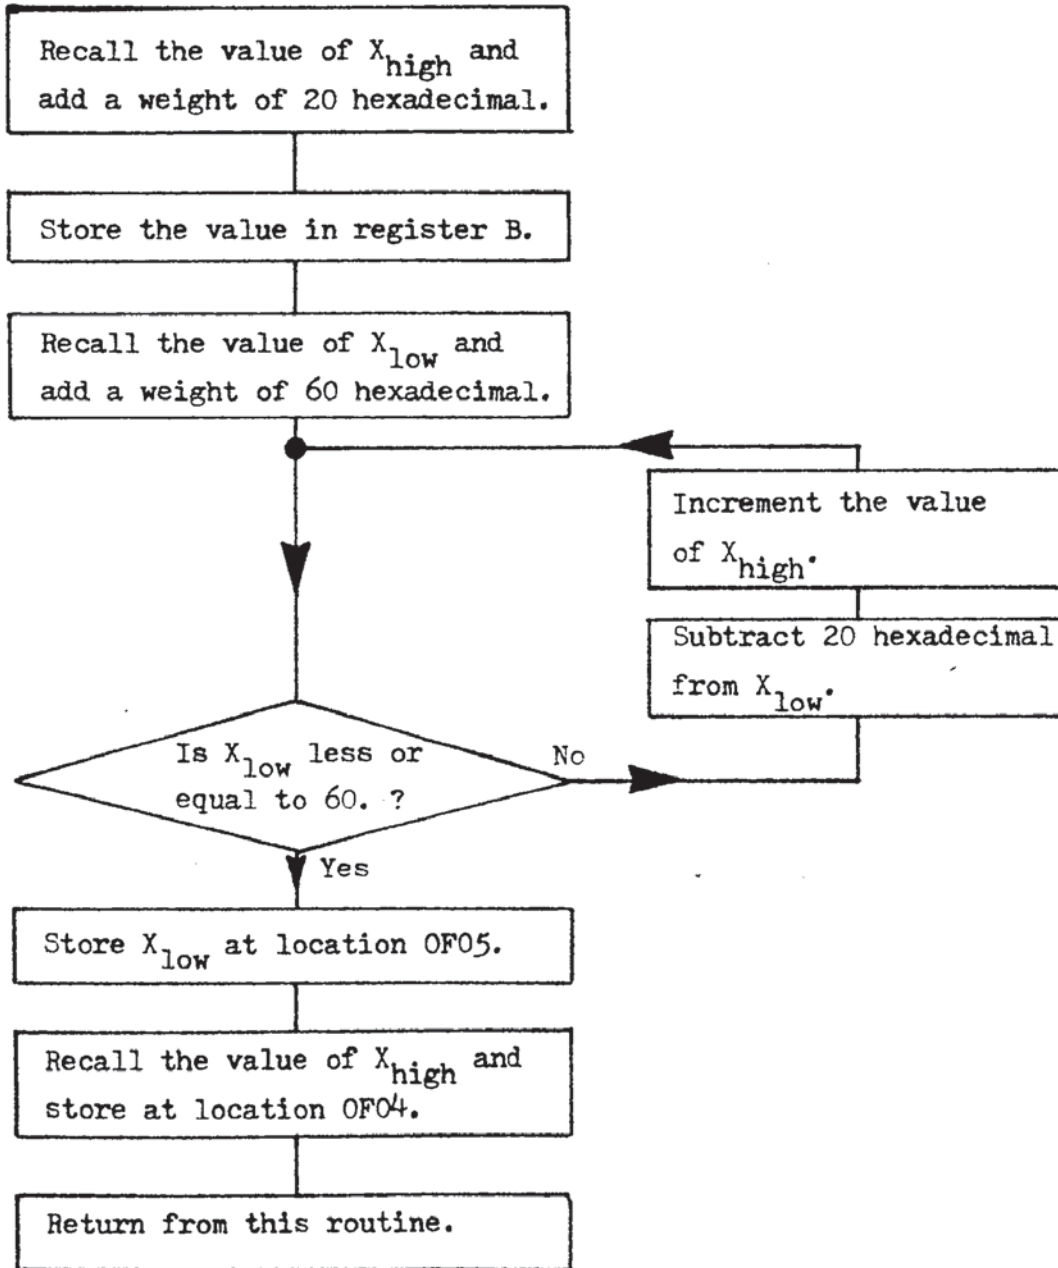 Recall the value of X_high and
add a weight of 20 hexadecimal.
Store the value in register B.
Recall the value of X_low and
add a weight of 60 hexadecimal.
Increment the value
of X_high.
Subtract 20 hexadecimal
from X_low.
Is X_low less or
equal to 60. ?
No
Yes
Store X_low at location 0F05.
Recall the value of X_high and
store at location 0F04.
Return from this routine.